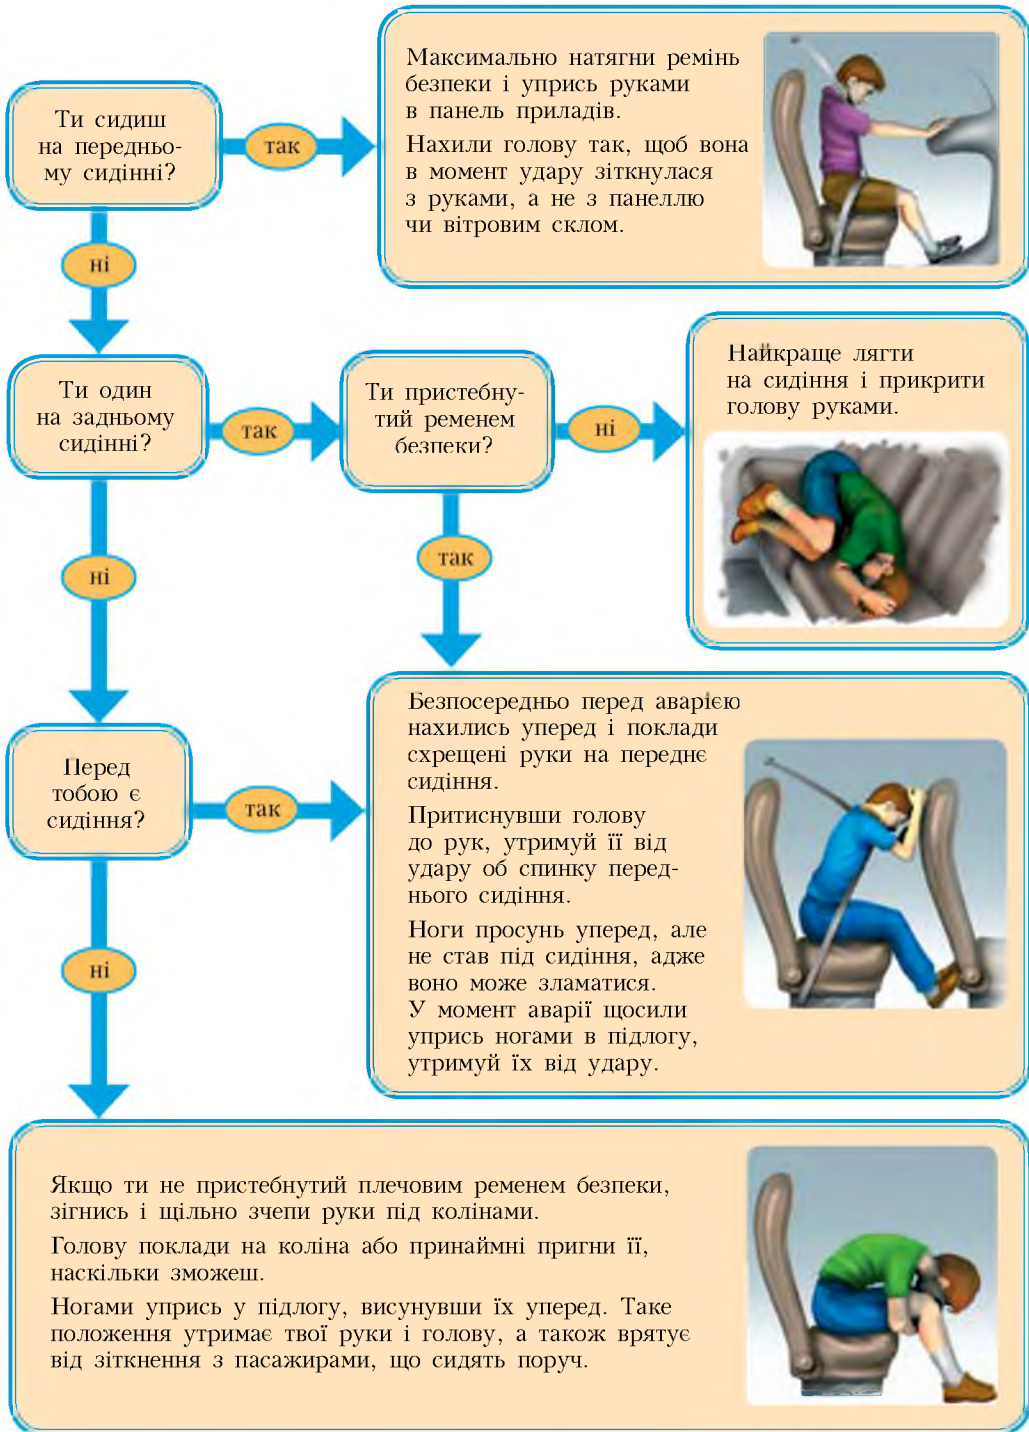 Ти сидиш
на передньо-
му сидінні?
так
Максимально натягни ремінь
безпеки і упрись руками
в панель приладів.
Нахили голову так, щоб вона
в момент удару зіткнулася
з руками, а не з панеллю
чи вітровим склом.
ні
Ти один
на задньому
сидінні?
так
Ти пристебну-
тий ременем
безпеки?
ні
Найкраще лягти
на сидіння і прикрити
голову руками.
ні
так
Перед
тобою є
сидіння?
так
Безпосередньо перед аварією
нахились уперед і поклади
схрещені руки на переднє
сидіння.
Притиснувши голову
до рук, утримуй її від
удару об спинку перед-
нього сидіння.
Ноги просунь уперед, але
не став під сидіння, адже
воно може зламатися.
У момент аварії щосили
упрись ногами в підлогу,
утримуй їх від удару.
ні
Якщо ти не пристебнутий плечовим ременем безпеки,
зігнись і щільно зчепи руки під колінами.
Голову поклади на коліна або принаймні пригни її,
наскільки зможеш.
Ногами упрись у підлогу, висунувши їх уперед. Таке
положення утримає твої руки і голову, а також врятує
від зіткнення з пасажирами, що сидять поруч.